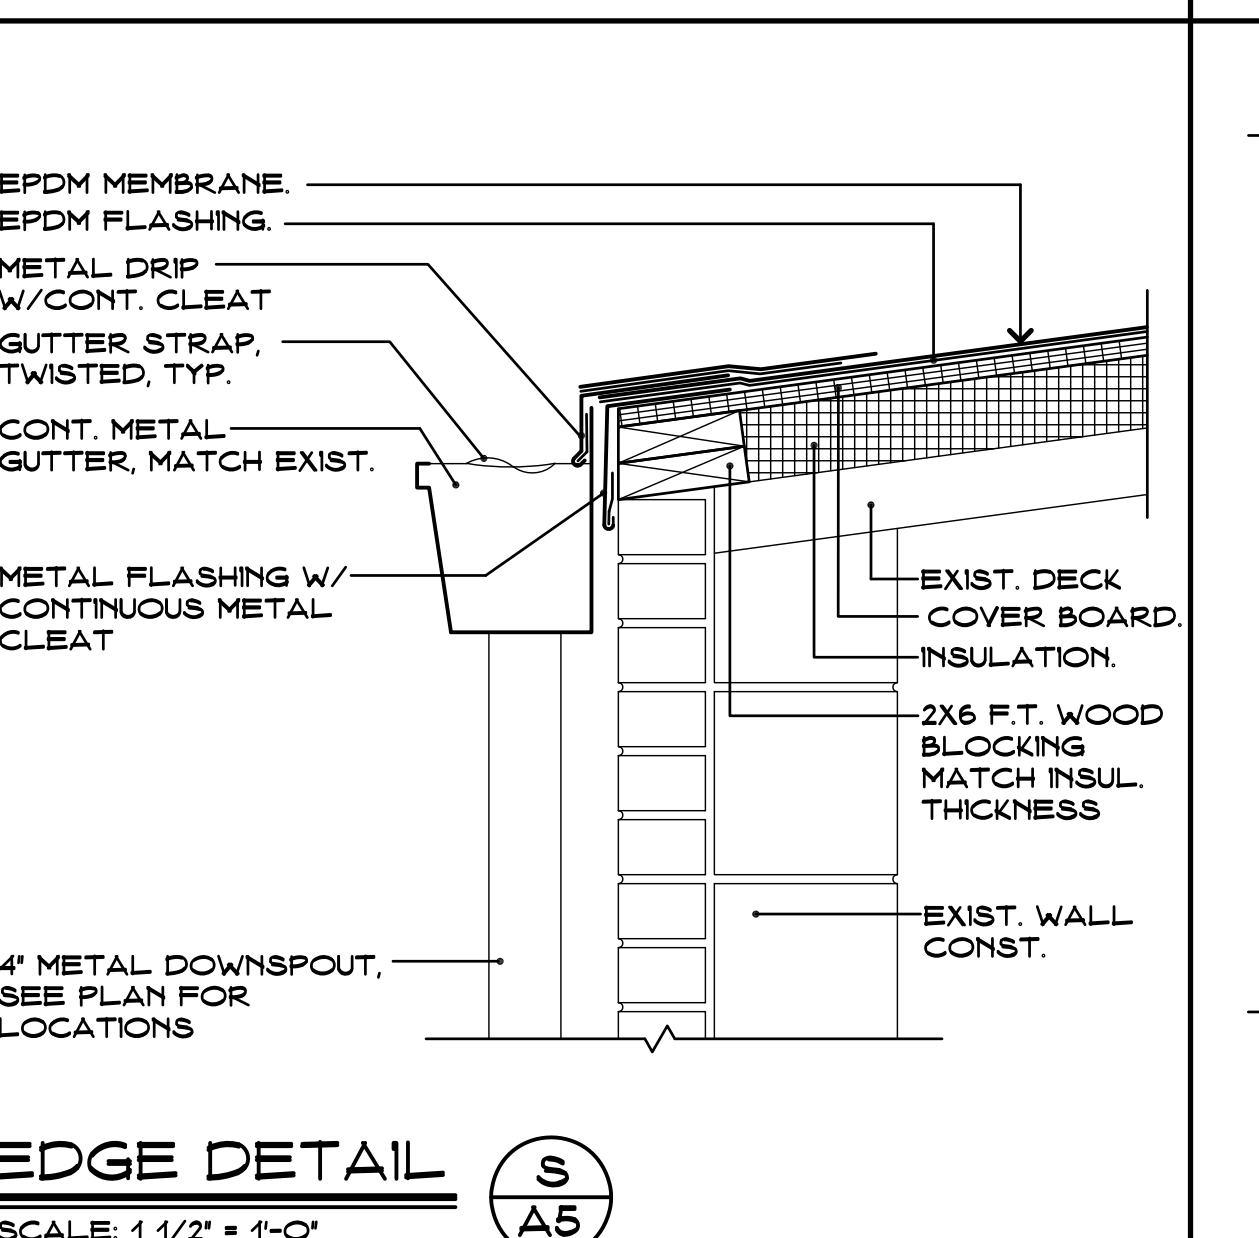 EPDM MEMBRANE.
EPDM FLASHING.
METAL DRIP
W/CONT. CLEAT
GUTTER STRAP,
TWISTED, TYP.
CONT. METAL
GUTTER, MATCH EXIST.
METAL FLASHING W/
CONTINUOUS METAL
CLEAT
4" METAL DOWNSPOUT,
SEE PLAN FOR
LOCATIONS
EXIST. DECK
COVER BOARD.
INSULATION.
2X6 F.T. WOOD
BLOCKING
MATCH INSUL.
THICKNESS
EXIST. WALL
CONST.
EDGE DETAIL
SCALE: 1 1/2" = 1'-0"
S
A5